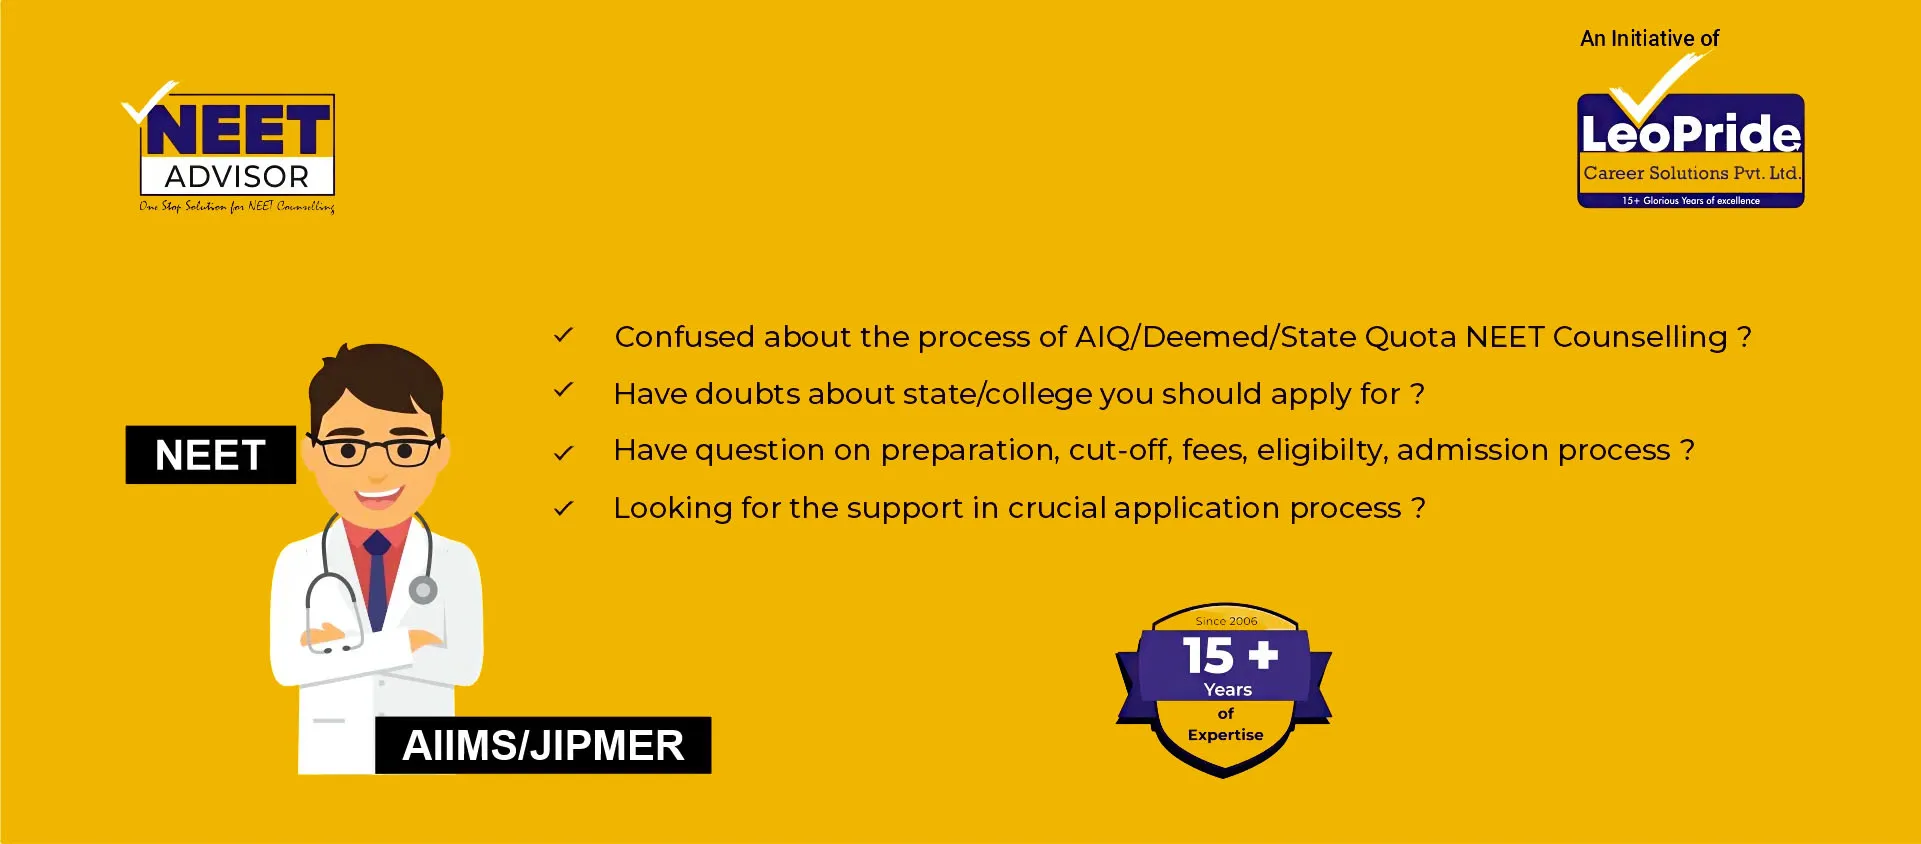 An Initiative of
NEET
ADVISOR
One Stop Solution for NEET Counselling
LeoPride
Career Solutions Pvt. Ltd.
15+ Glorious Years of excellence
Confused about the process of AIQ/Deemed/State Quota NEET Counselling ?
Have doubts about state/college you should apply for ?
Have question on preparation, cut-off, fees, eligibilty, admission process ?
Looking for the support in crucial application process ?
NEET
AIIMS/JIPMER
Since 2006
15 +
Years
of
Expertise